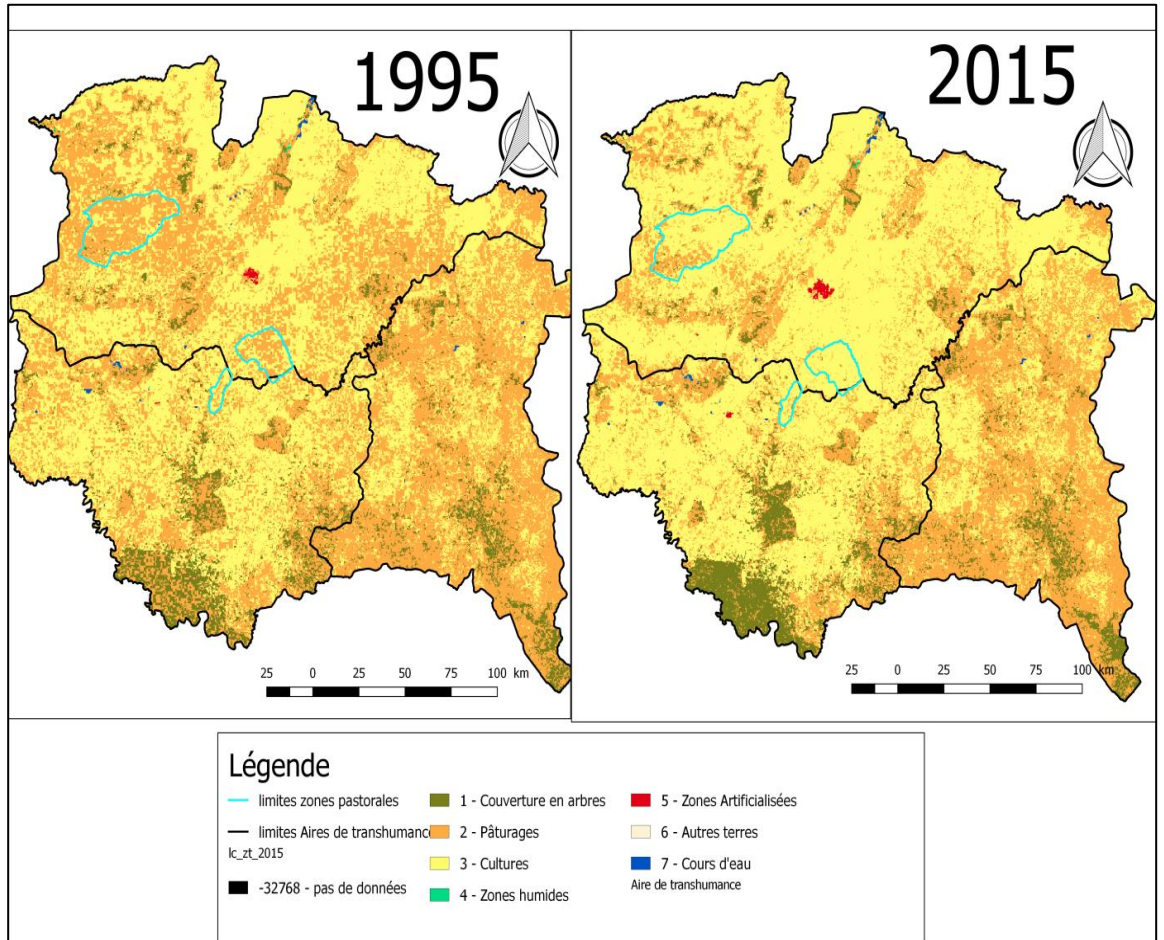 1995
2015
25 0 25 50 75 100 km
25 0 25 50 75 100 km
Légende
limites zones pastorales
limites Aires de transhumance
lc_zt_2015
-32768 - pas de données
1 - Couverture en arbres
2 - Pâturages
3 - Cultures
4 - Zones humides
5 - Zones Artificialisées
6 - Autres terres
7 - Cours d'eau
Aire de transhumance